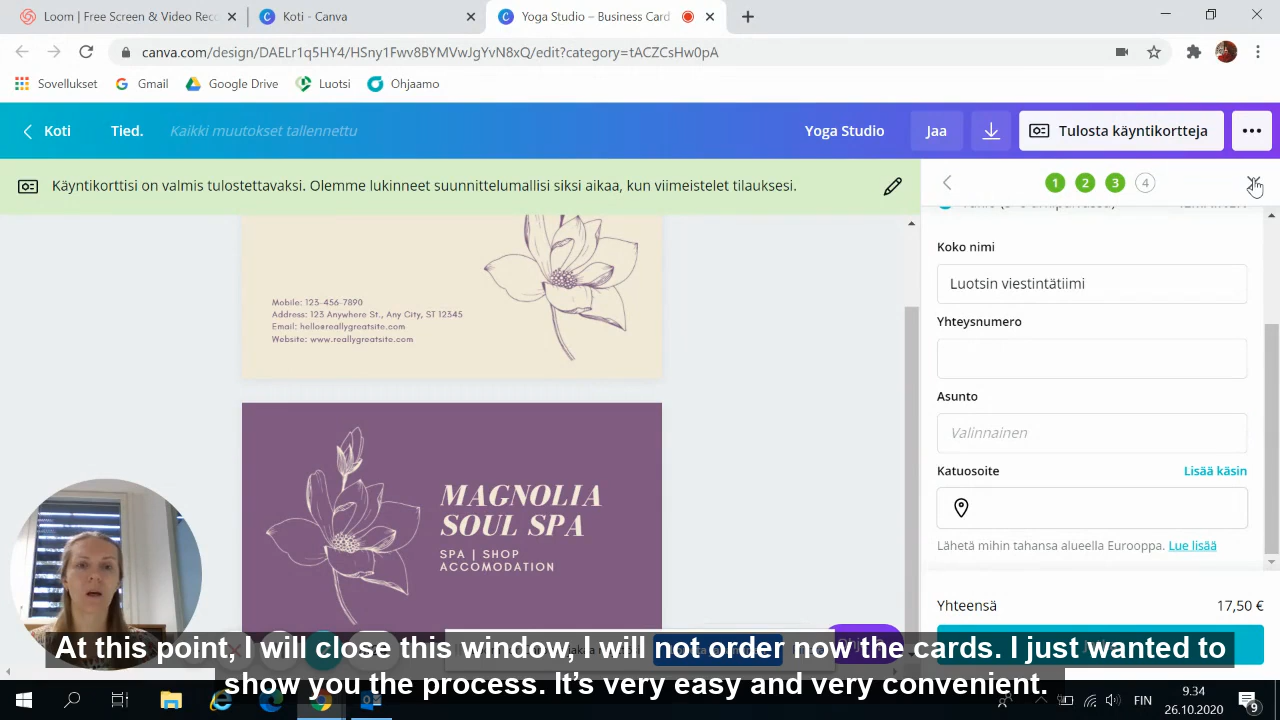 Loom | Free Screen & Video Reco
Koti - Canva
Yoga Studio – Business Card
canva.com/design/DAELr1q5HY4/HSny1Fwv8BYMVwJgYvN8xQ/edit?category=tACZCsHw0pA
Sovellukset
Gmail
Google Drive
Luotsi
Ohjaamo
Koti
Tied.
Kaikki muutokset tallennettu
Yoga Studio
Jaa
Tulosta käyntikortteja
Käyntikorttisi on valmis tulostettavaksi. Olemme lukinneet suunnittelumallisi siksi aikaa, kun viimeistelet tilauksesi.
1 2 3 4
Koko nimi
Luotsin viestintätiimi
Yhteysnumero
Asunto
Valinnainen
Katuosoite
Lisää käsin
Lähetä mihin tahansa alueella Eurooppa. Lue lisää
Yhteensä
17,50 €
Mobile: 123-456-7890
Address: 123 Anywhere St., Any City, ST 12345
Email: hello@reallygreatsite.com
Website: www.reallygreatsite.com
MAGNOLIA
SOUL SPA
SPA | SHOP
ACCOMODATION
At this point, I will close this window, I will not order now the cards. I just wanted to
show you the process. It's very easy and very convenient.
FIN
9.34
26.10.2020
9